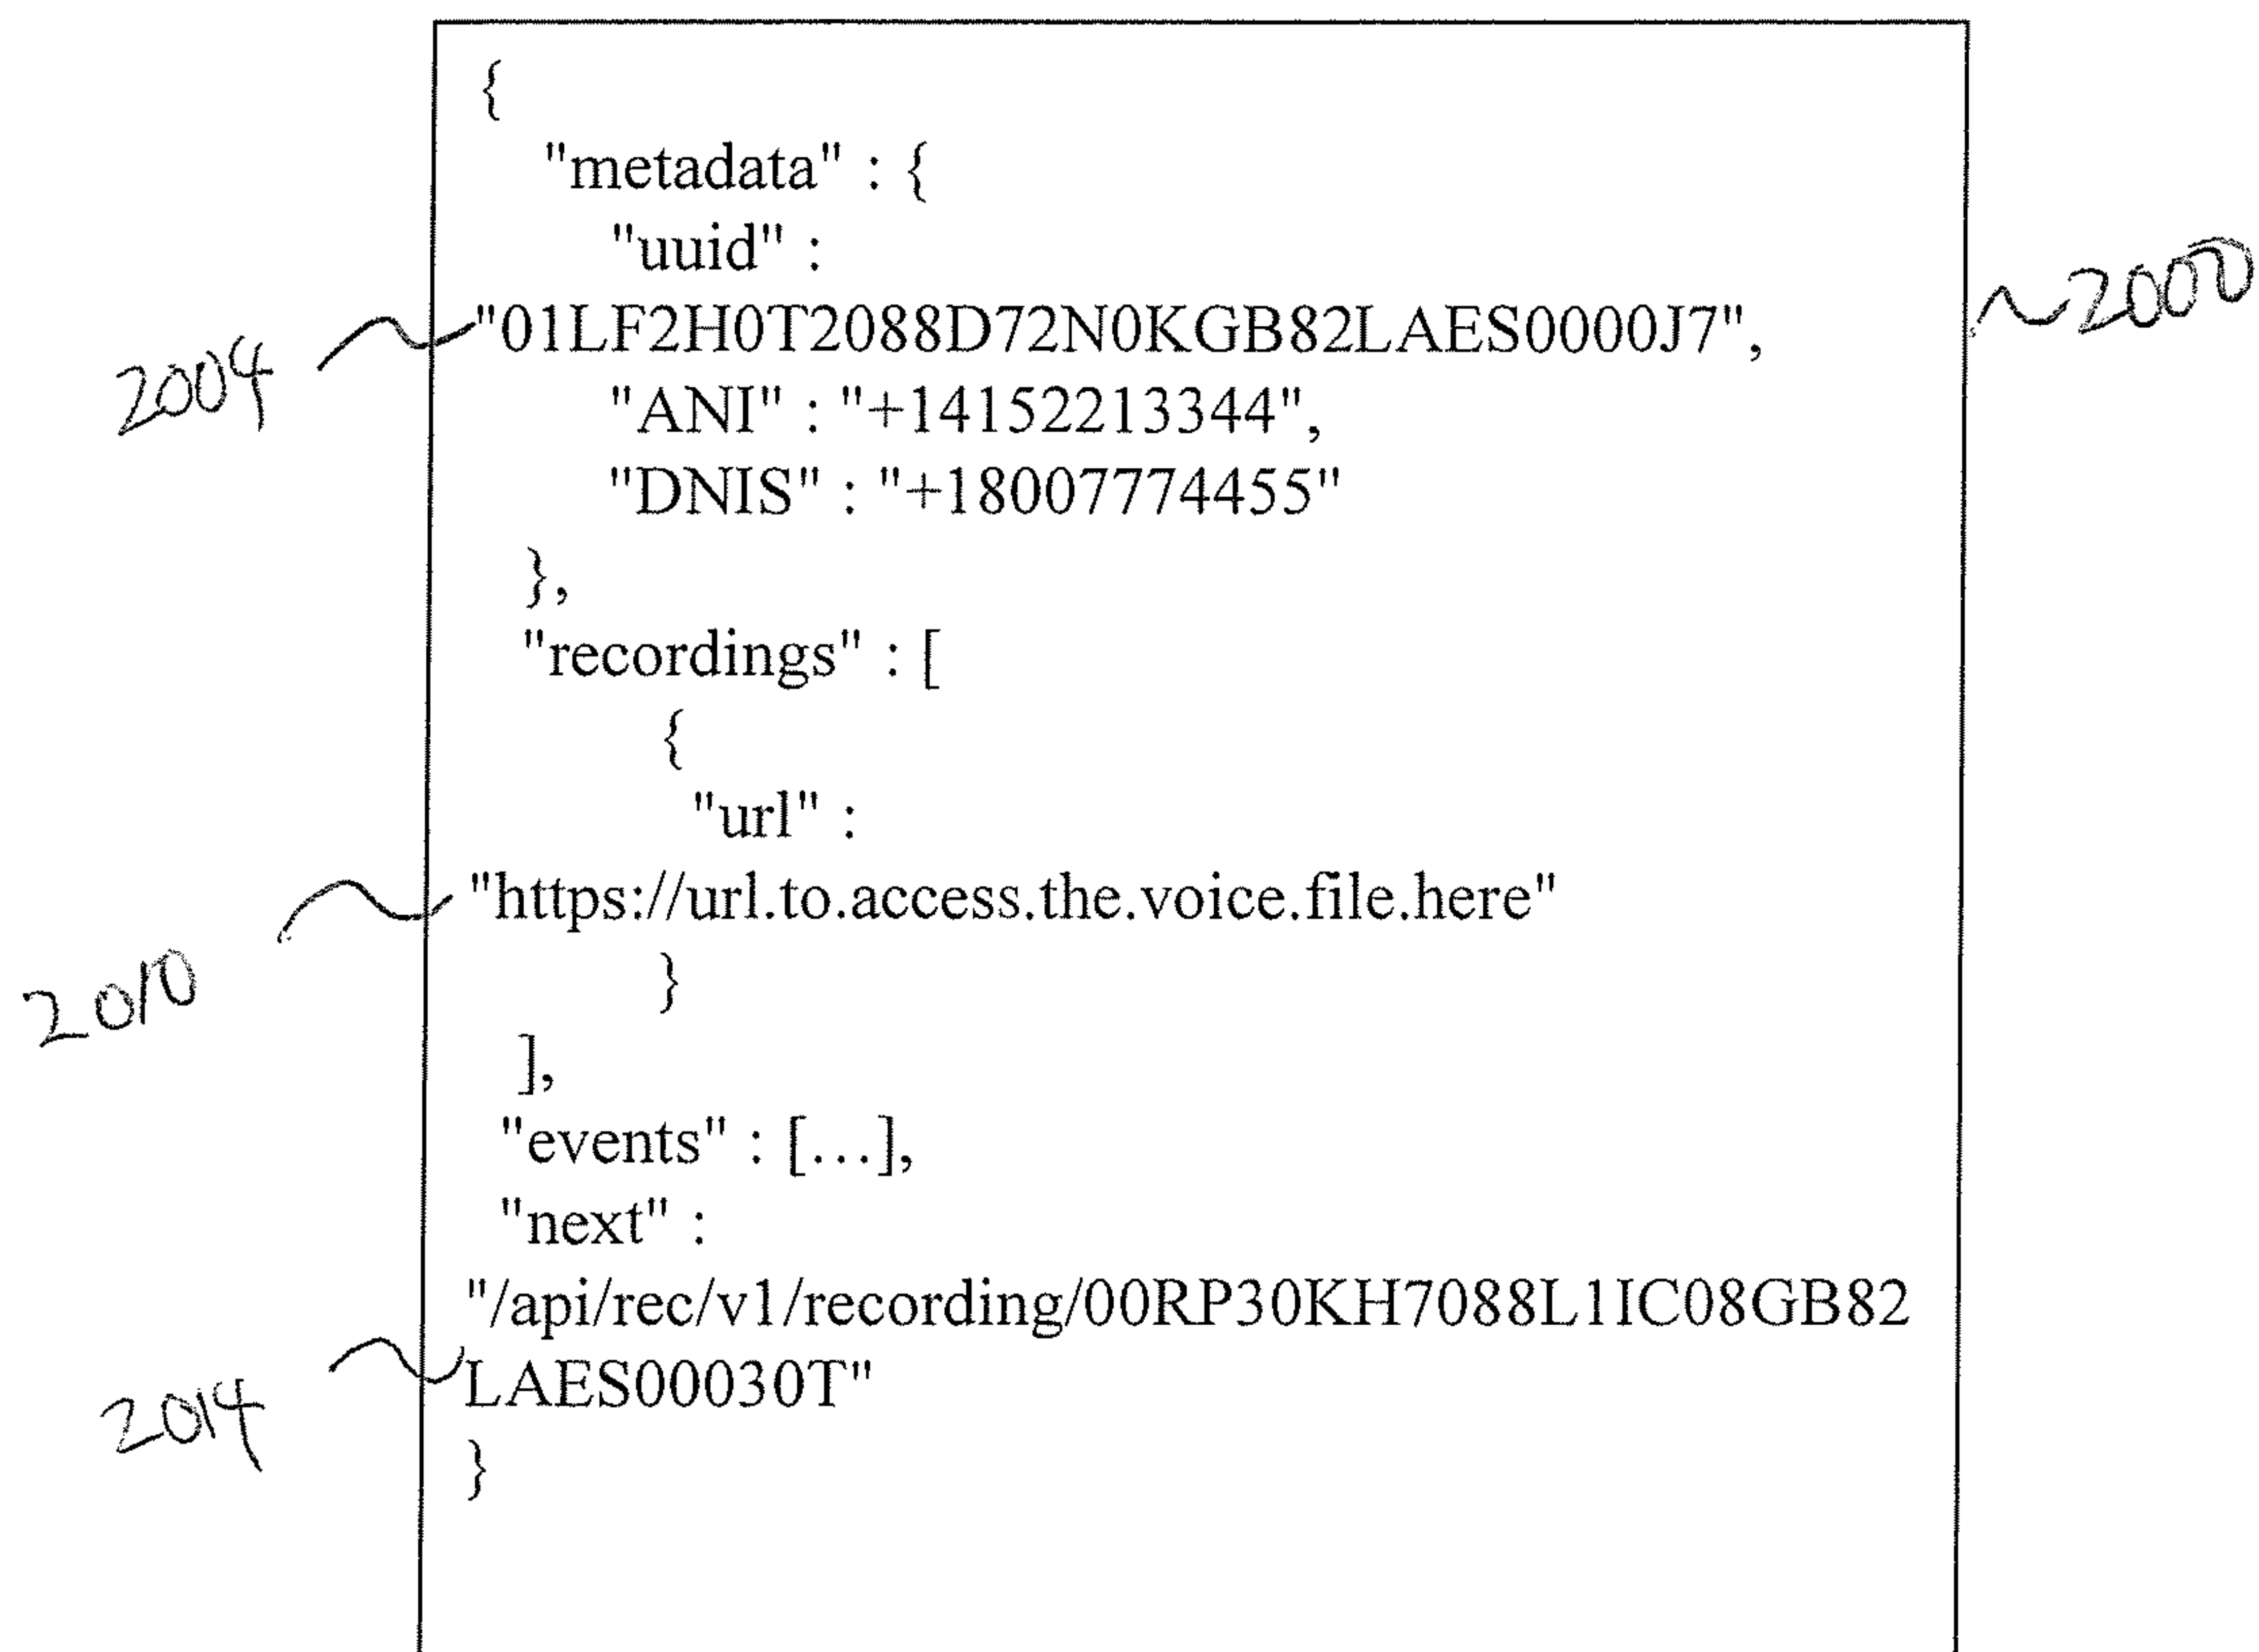 {
"metadata" : {
"uuid" :
"01LF2H0T2088D72N0KGB82LAES0000J7",
2000
2004
"ANI" : "+14152213344",
"DNIS" : "+18007774455"
},
"recordings" : [
{
"url" :
"https://url.to.access.the.voice.file.here"
2010
}
],
"events" : [...],
"next" :
"/api/rec/v1/recording/00RP30KH7088L1IC08GB82
LAES00030T"
2014
}